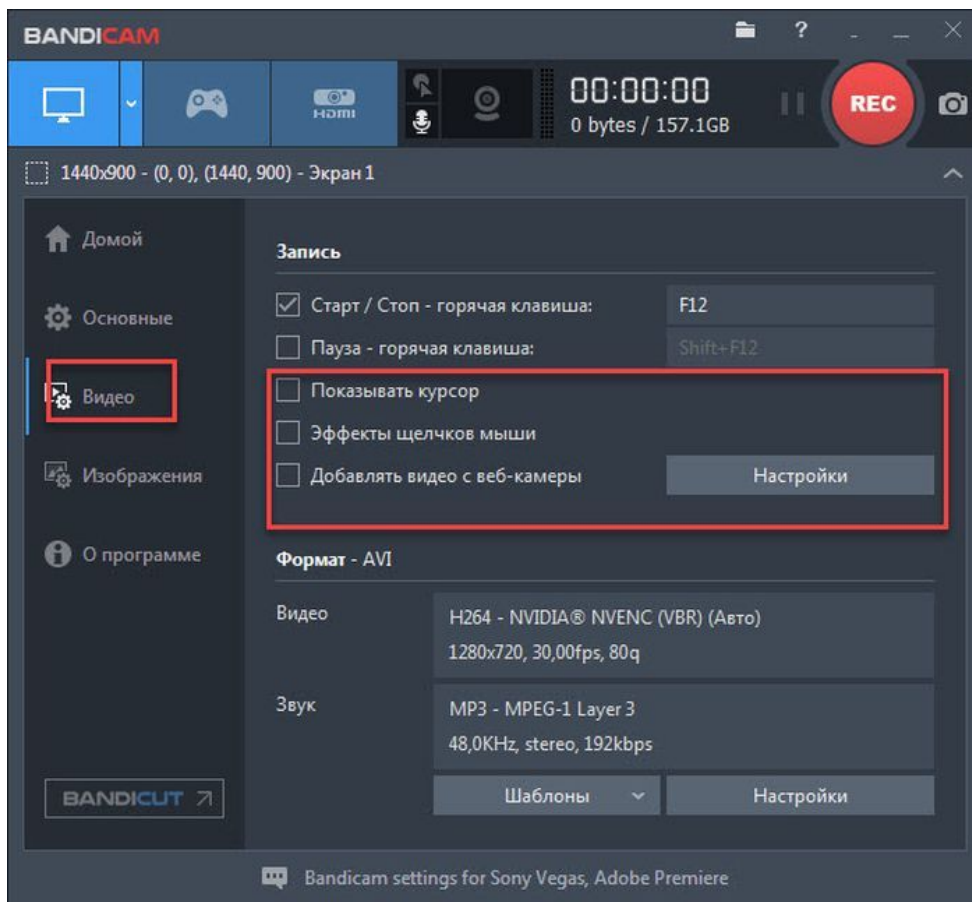 BANDICAM
?
HDMI
00:00:00
0 bytes / 157.1GB
REC
1440x900 - (0, 0), (1440, 900) - Экран 1
Домой
Основные
Видео
Изображения
О программе
BANDICUT
Запись
Старт / Стоп - горячая клавиша: F12
Пауза - горячая клавиша: Shift+F12
Показывать курсор
Эффекты щелчков мыши
Добавлять видео с веб-камеры Настройки
Формат - AVI
Видео H264 - NVIDIA® NVENC (VBR) (Авто)
1280x720, 30,00fps, 80q
Звук MP3 - MPEG-1 Layer 3
48,0KHz, stereo, 192kbps
Шаблоны Настройки
Bandicam settings for Sony Vegas, Adobe Premiere